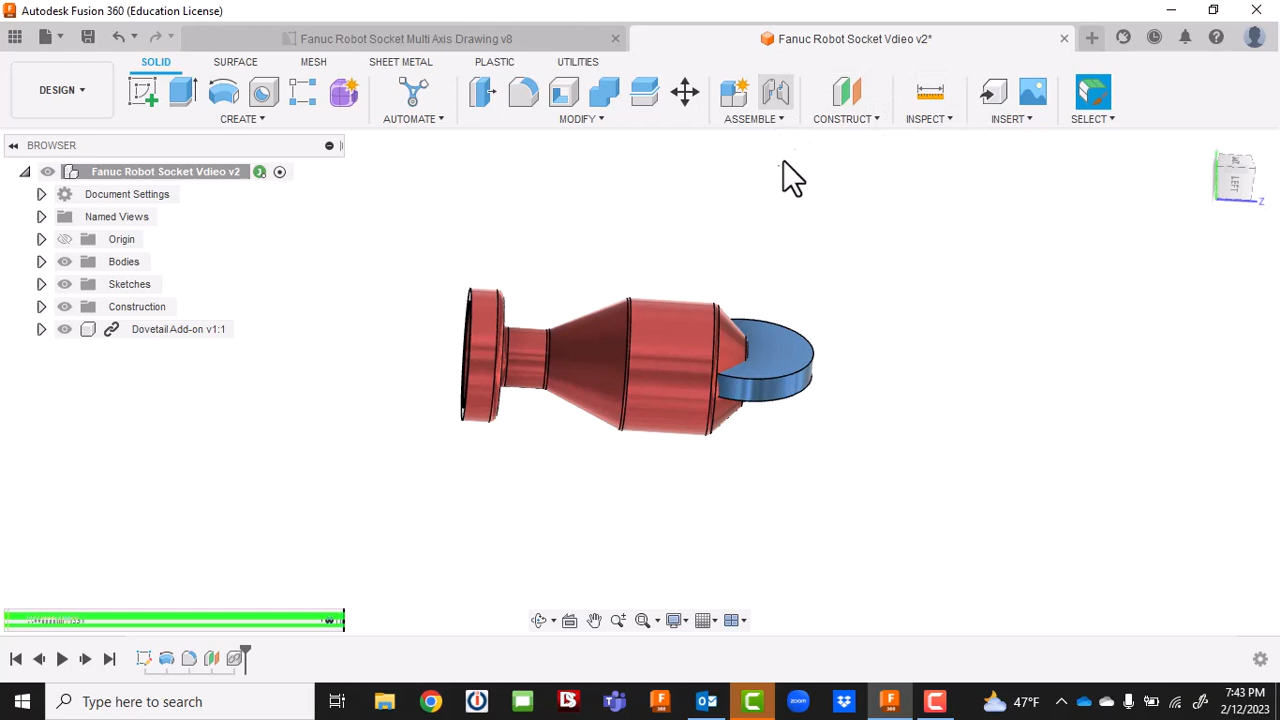 Autodesk Fusion 360 (Education License)
Fanuc Robot Socket Multi Axis Drawing v8
Fanuc Robot Socket Vdieo v2*
SOLID
SURFACE
MESH
SHEET METAL
PLASTIC
UTILITIES
DESIGN
CREATE
AUTOMATE
MODIFY
ASSEMBLE
CONSTRUCT
INSPECT
INSERT
SELECT
BROWSER
Fanuc Robot Socket Vdieo v2
Document Settings
Named Views
Origin
Bodies
Sketches
Construction
Dovetail Add-on v1:1
LEFT
Z
Type here to search
47°F
7:43 PM
2/12/2023